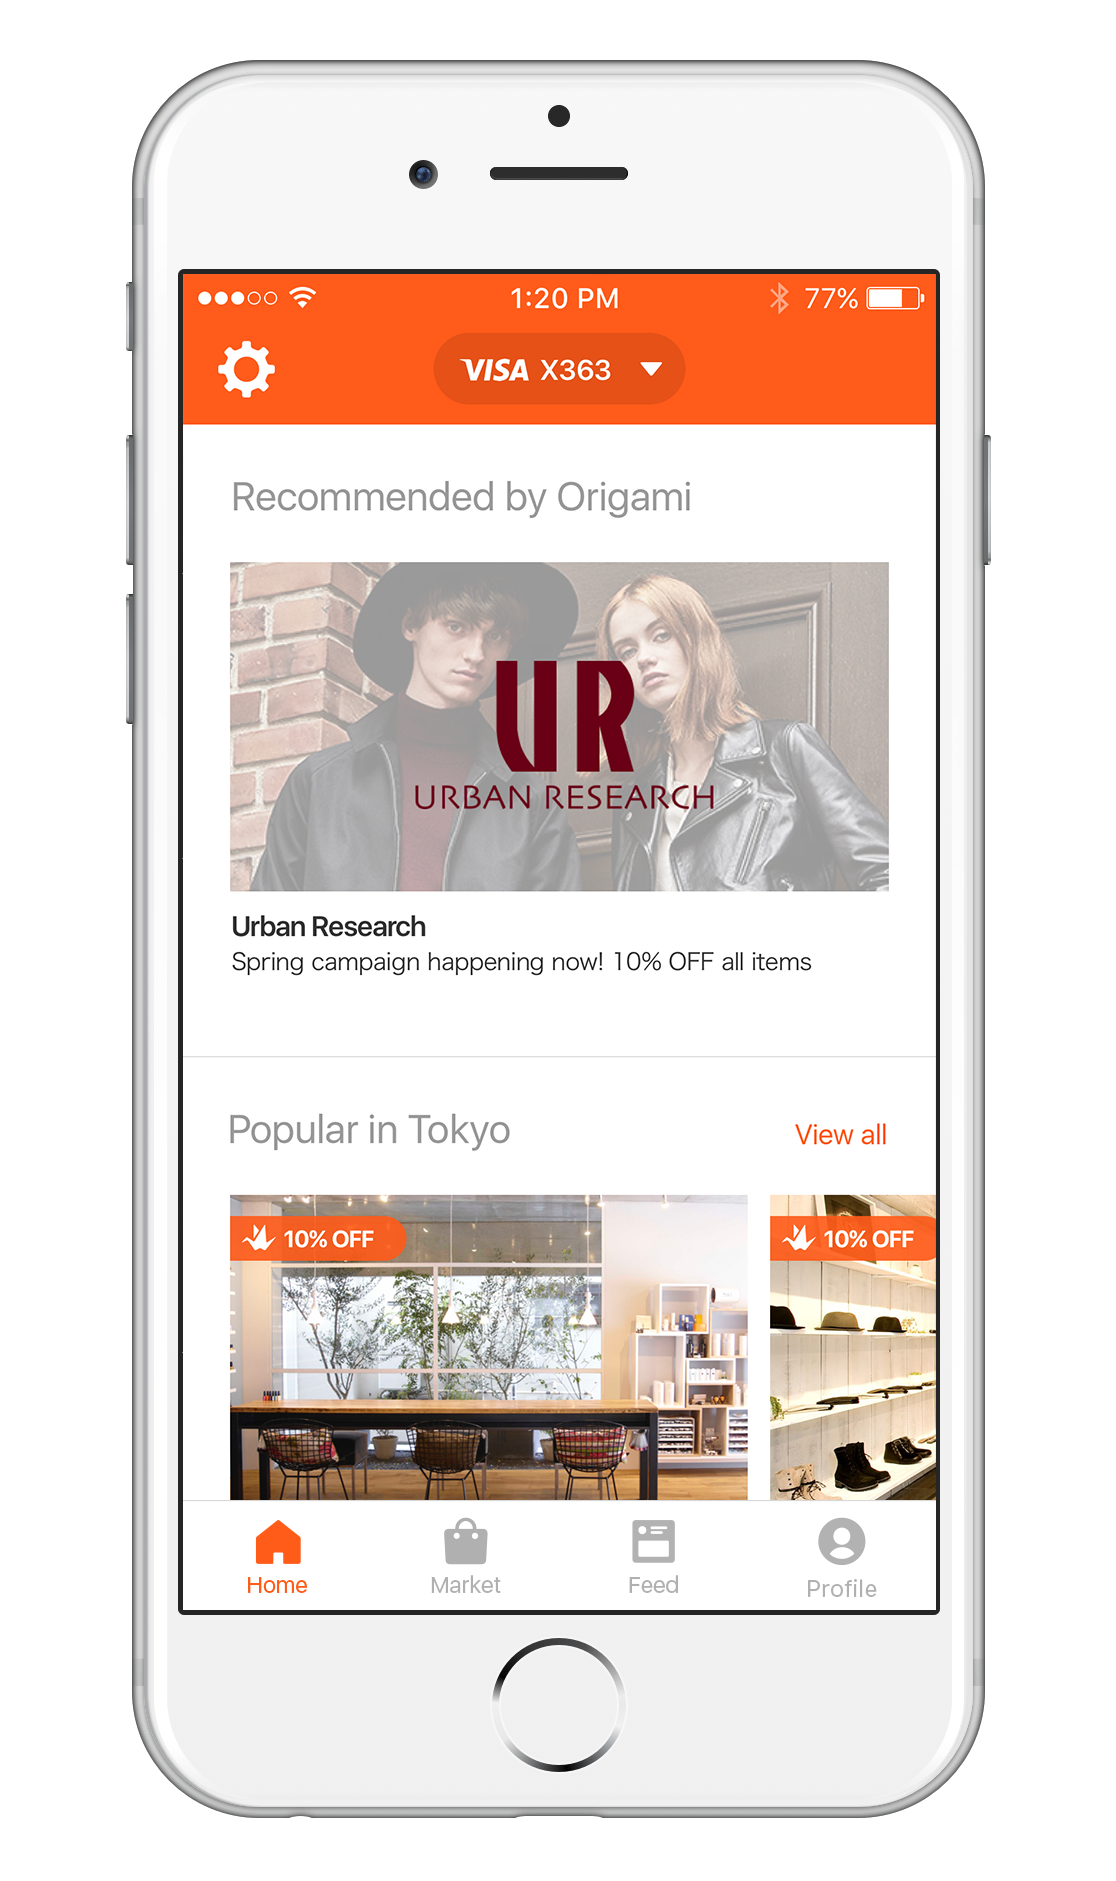 1:20 PM
77%
VISA X363
Recommended by Origami
UR
URBAN RESEARCH
Urban Research
Spring campaign happening now! 10% OFF all items
Popular in Tokyo
View all
10% OFF
10% OFF
Home
Market
Feed
Profile